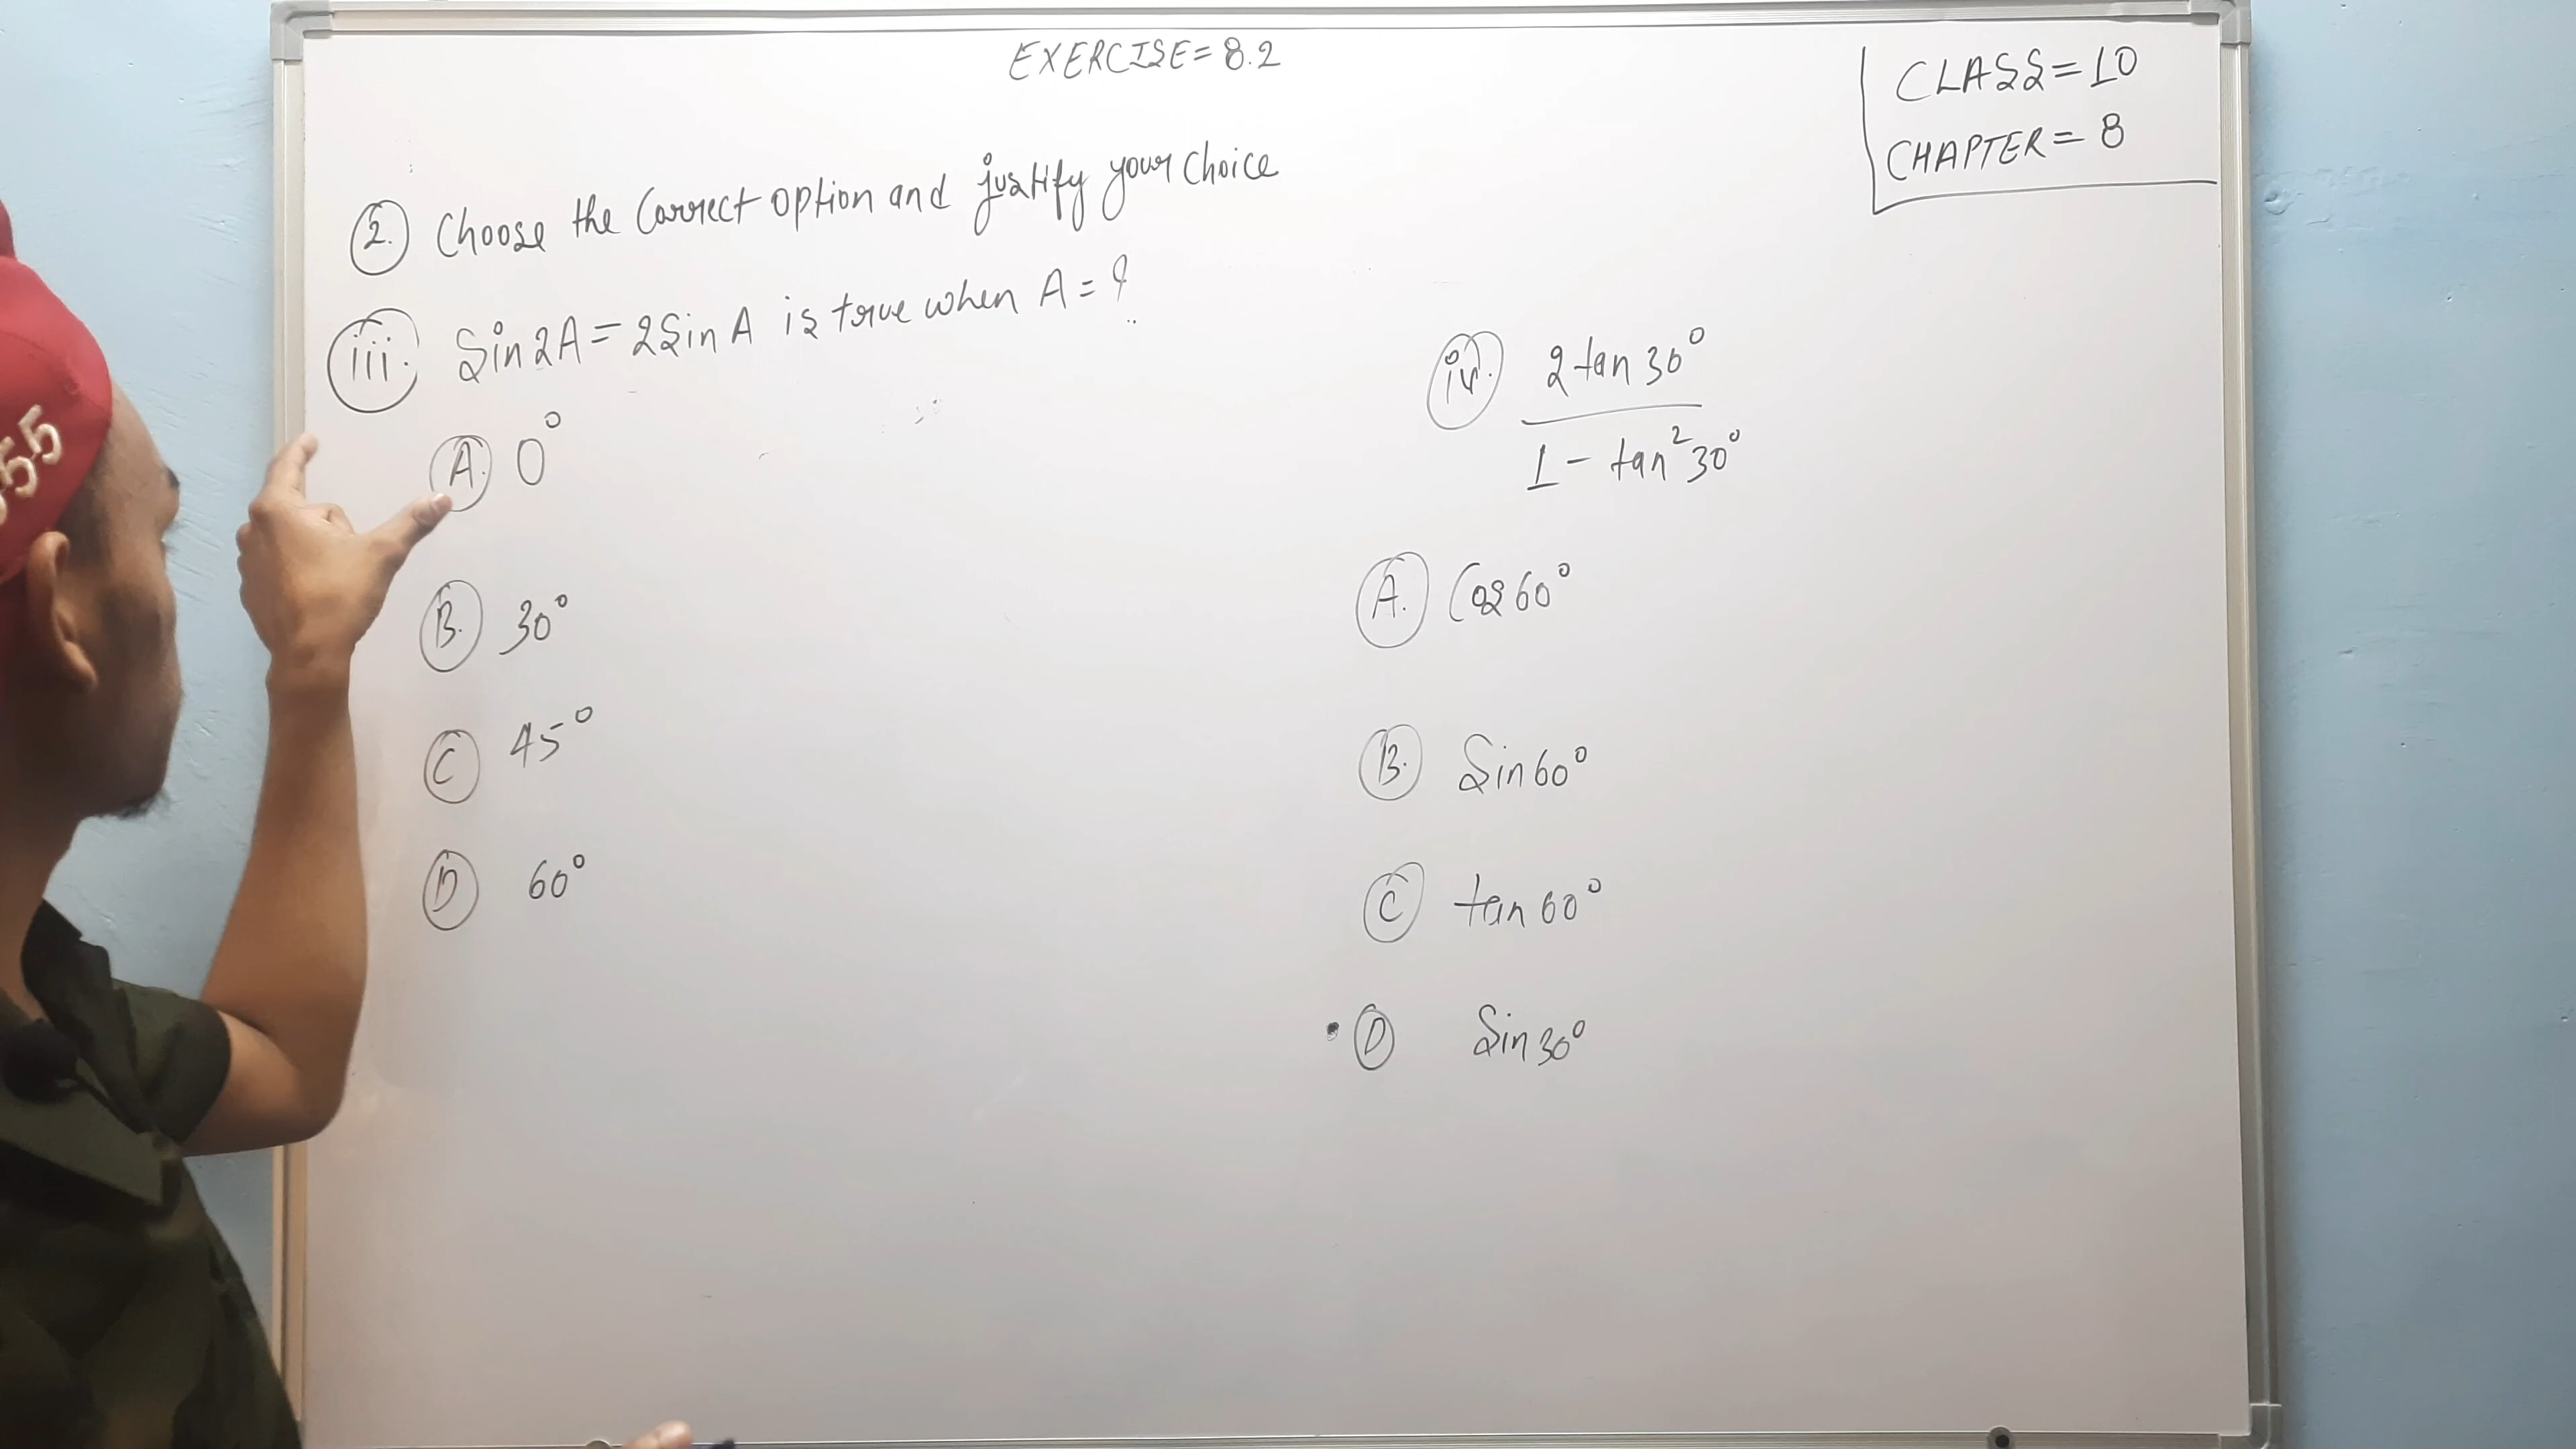 EXERCISE = 8.2
CLASS = 10
CHAPTER = 8
2. Choose the Correct option and justify your choice
iii. Sin 2A = 2 Sin A is true when A = ?
A. 0°
B. 30°
C 45°
D 60°
iv. 2 tan 30°
1 - tan² 30°
A. Cos 60°
B. Sin 60°
C tan 60°
D Sin 30°